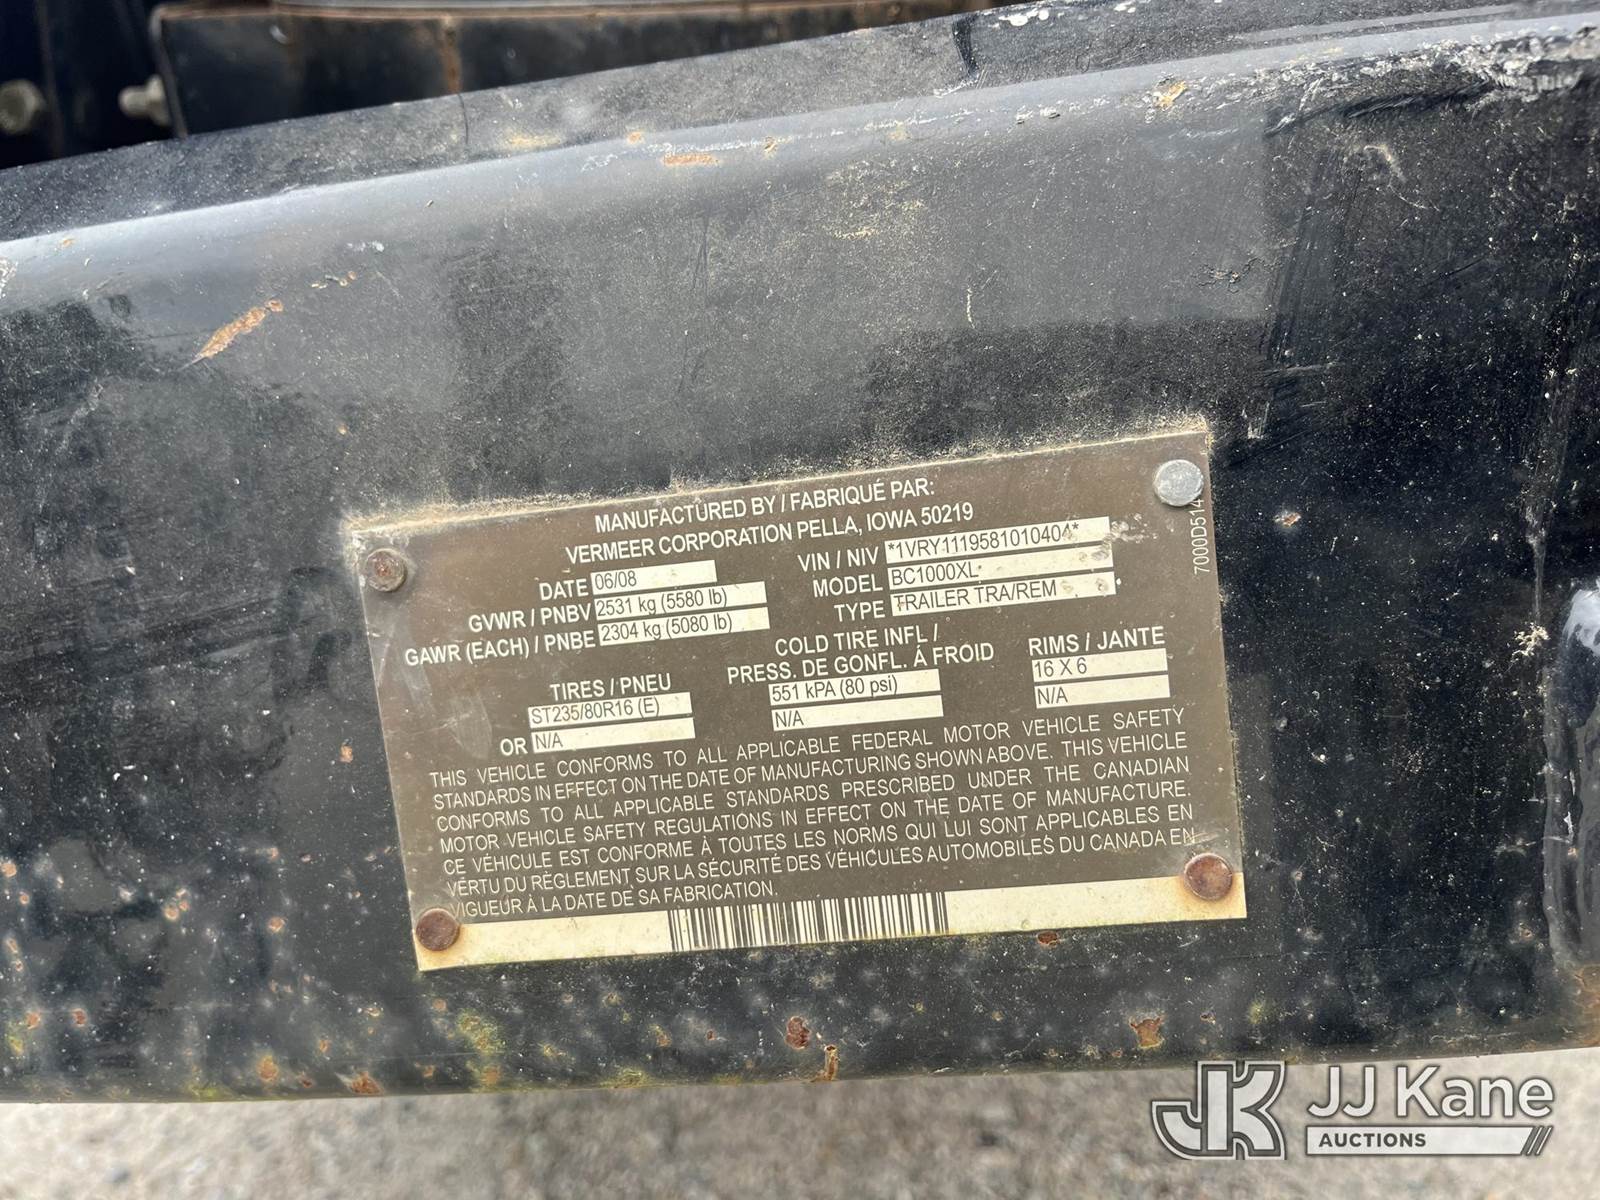 MANUFACTURED BY / FABRIQUÉ PAR:
VERMEER CORPORATION PELLA, IOWA 50219
DATE 06/08
VIN / NIV *1VRY1119581010404*
GVWR / PNBV 2531 kg (5580 lb)
MODEL BC1000XL
GAWR (EACH) / PNBE 2304 kg (5080 lb)
TYPE TRAILER TRA/REM
TIRES / PNEU
COLD TIRE INFL /
PRESS. DE GONFL. Á FROID
RIMS / JANTE
ST235/80R16 (E)
551 kPA (80 psi)
16 X 6
OR N/A
N/A
N/A
THIS VEHICLE CONFORMS TO ALL APPLICABLE FEDERAL MOTOR VEHICLE SAFETY
STANDARDS IN EFFECT ON THE DATE OF MANUFACTURING SHOWN ABOVE. THIS VEHICLE
CONFORMS TO ALL APPLICABLE STANDARDS PRESCRIBED UNDER THE CANADIAN
MOTOR VEHICLE SAFETY REGULATIONS IN EFFECT ON THE DATE OF MANUFACTURE.
CE VÉHICULE EST CONFORME À TOUTES LES NORMS QUI LUI SONT APPLICABLES EN
VÉRTU DU RÈGLEMENT SUR LA SÉCURITÉ DES VÉHICULES AUTOMOBILES DU CANADA EN
VIGUEUR À LA DATE DE SA FABRICATION.
7000D514
JK JJ Kane
AUCTIONS